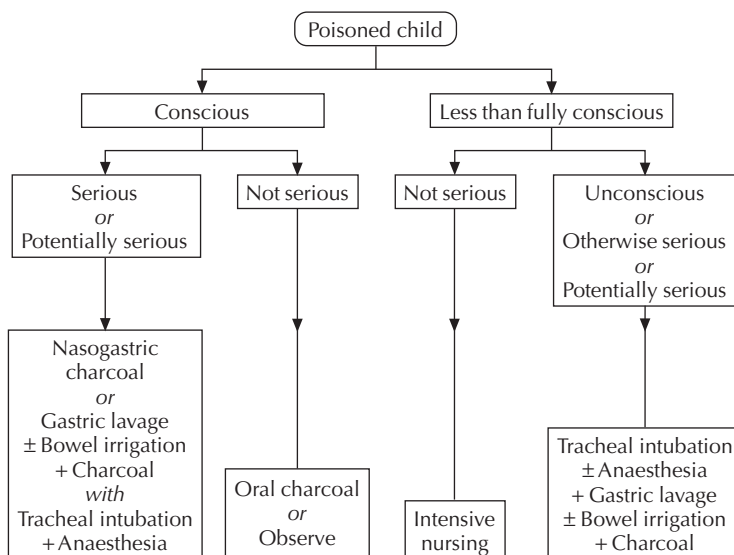 Poisoned child
Conscious
Less than fully conscious
Serious
or
Potentially serious
Not serious
Not serious
Unconscious
or
Otherwise serious
or
Potentially serious
Nasogastric
charcoal
or
Gastric lavage
± Bowel irrigation
+ Charcoal
with
Tracheal intubation
+ Anaesthesia
Oral charcoal
or
Observe
Intensive
nursing
Tracheal intubation
± Anaesthesia
+ Gastric lavage
± Bowel irrigation
+ Charcoal